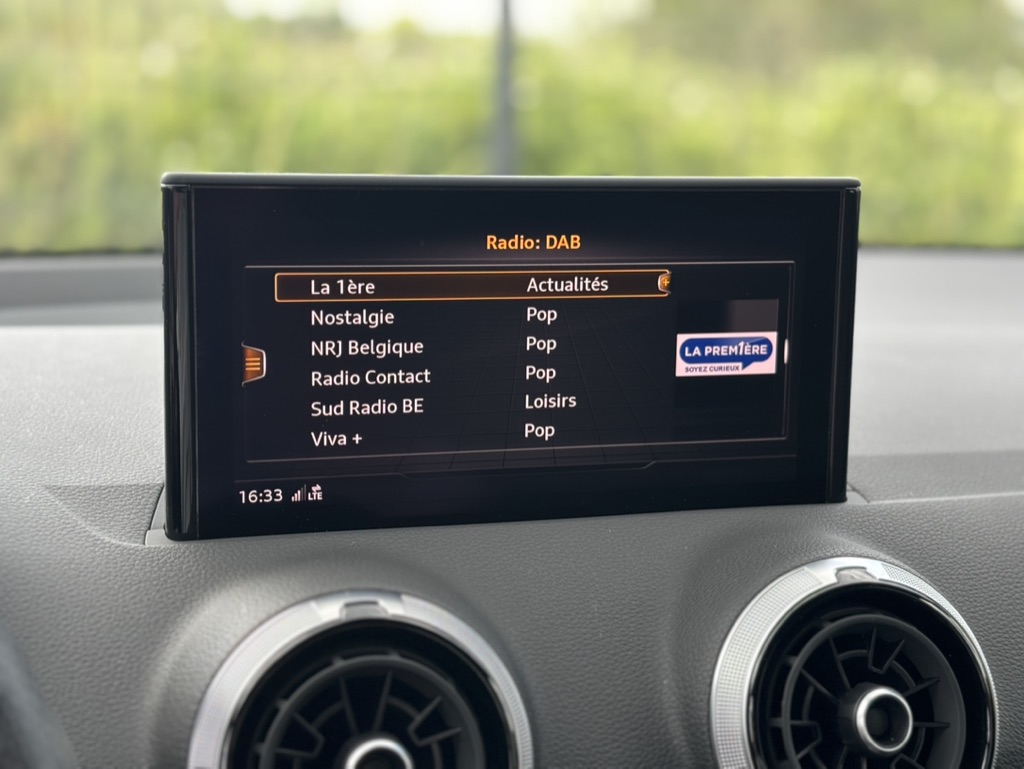 Radio: DAB
La 1ère Actualités
Nostalgie Pop
NRJ Belgique Pop
Radio Contact Pop
Sud Radio BE Loisirs
Viva + Pop
LA PREM1ÈRE
SOYEZ CURIEUX
16:33 LTE